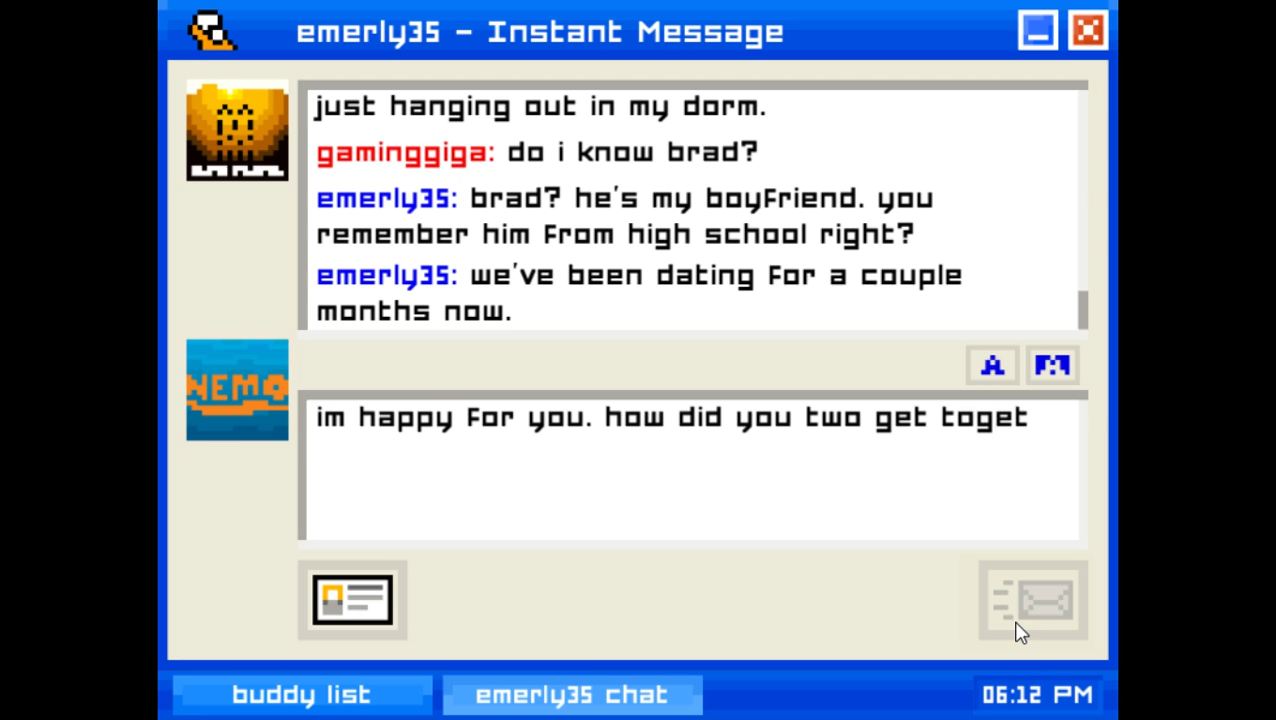 emerly35 - Instant Message
just hanging out in my dorm.
gaminggiga: do i know brad?
emerly35: brad? he's my boyfriend. you
remember him from high school right?
emerly35: we've been dating for a couple
months now.
NEMO
A
im happy for you. how did you two get toget
buddy list
emerly35 chat
06:12 PM